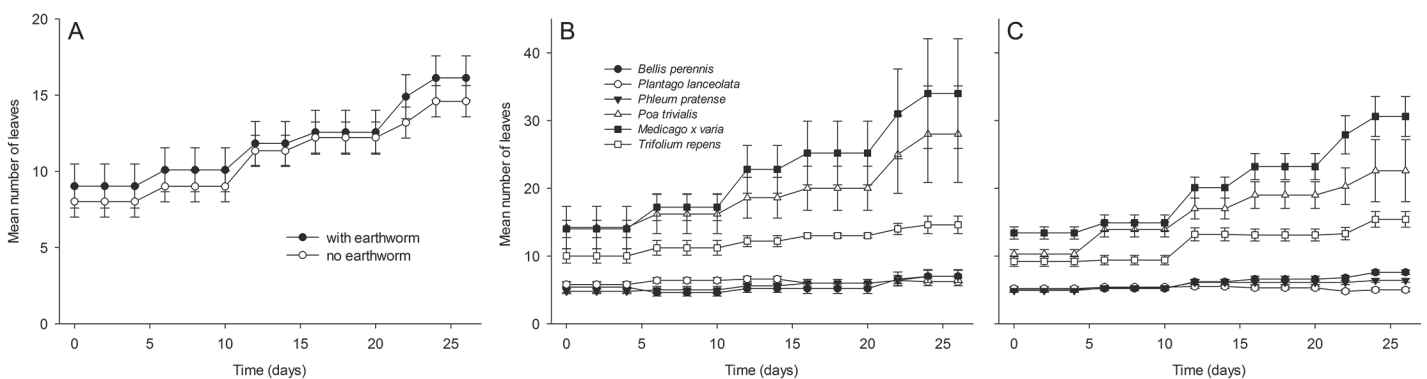 A
Mean number of leaves
20
15
10
5
0
with earthworm
no earthworm
0 5 10 15 20 25
Time (days)
B
Mean number of leaves
40
30
20
10
0
Bellis perennis
Plantago lanceolata
Phleum pratense
Poa trivialis
Medicago x varia
Trifolium repens
0 5 10 15 20 25
Time (days)
C
0 5 10 15 20 25
Time (days)